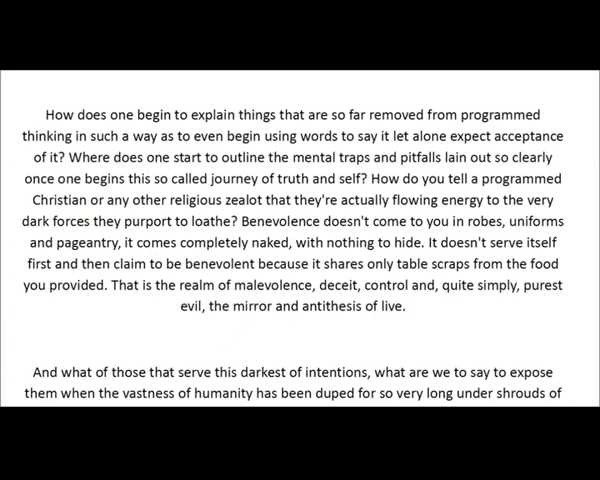 How does one begin to explain things that are so far removed from programmed
thinking in such a way as to even begin using words to say it let alone expect acceptance
of it? Where does one start to outline the mental traps and pitfalls lain out so clearly
once one begins this so called journey of truth and self? How do you tell a programmed
Christian or any other religious zealot that they're actually flowing energy to the very
dark forces they purport to loathe? Benevolence doesn't come to you in robes, uniforms
and pageantry, it comes completely naked, with nothing to hide. It doesn't serve itself
first and then claim to be benevolent because it shares only table scraps from the food
you provided. That is the realm of malevolence, deceit, control and, quite simply, purest
evil, the mirror and antithesis of live.
And what of those that serve this darkest of intentions, what are we to say to expose
them when the vastness of humanity has been duped for so very long under shrouds of